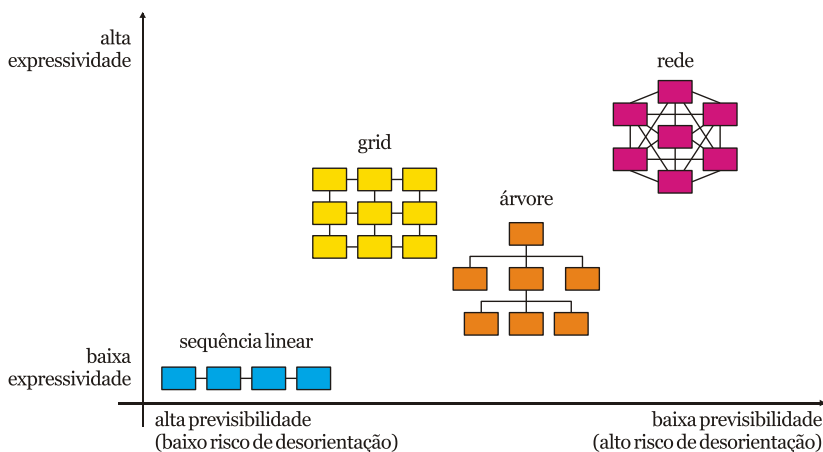 alta
expressividade
rede
grid
árvore
sequência linear
baixa
expressividade
alta previsibilidade
(baixo risco de desorientação)
baixa previsibilidade
(alto risco de desorientação)